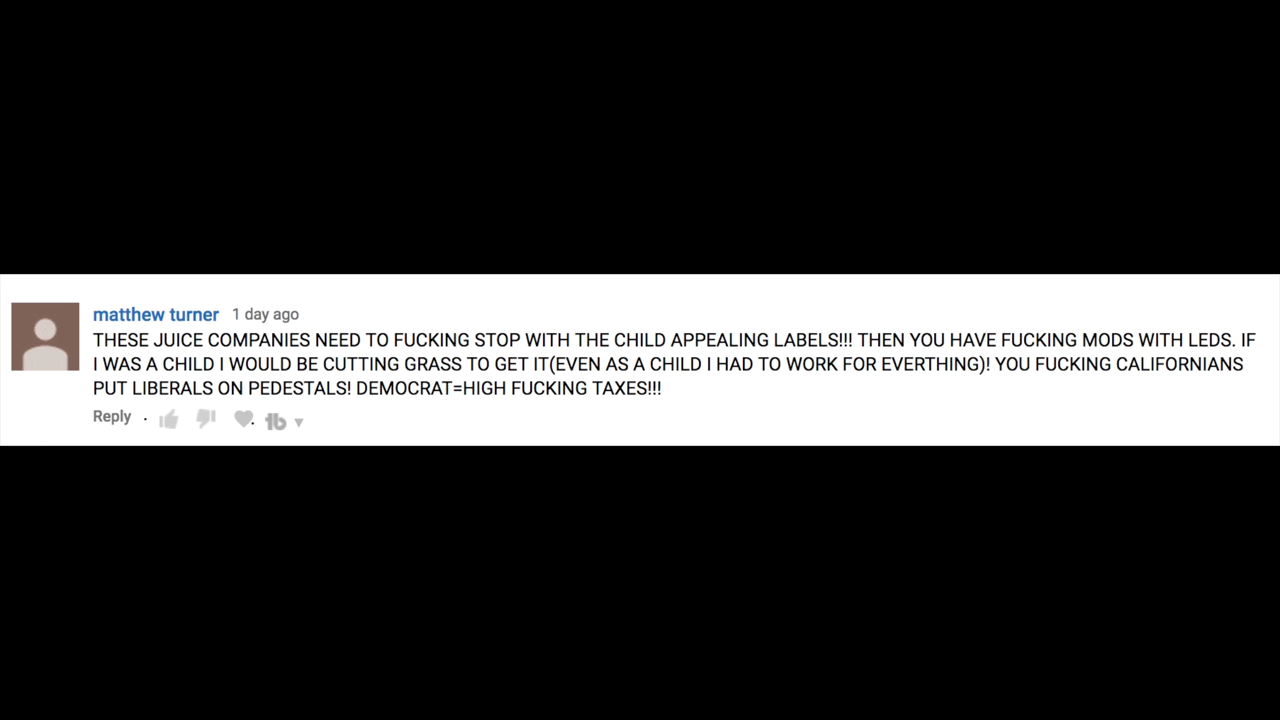 matthew turner 1 day ago
THESE JUICE COMPANIES NEED TO FUCKING STOP WITH THE CHILD APPEALING LABELS!!! THEN YOU HAVE FUCKING MODS WITH LEDS. IF
I WAS A CHILD I WOULD BE CUTTING GRASS TO GET IT(EVEN AS A CHILD I HAD TO WORK FOR EVERTHING)! YOU FUCKING CALIFORNIANS
PUT LIBERALS ON PEDESTALS! DEMOCRAT=HIGH FUCKING TAXES!!!
Reply